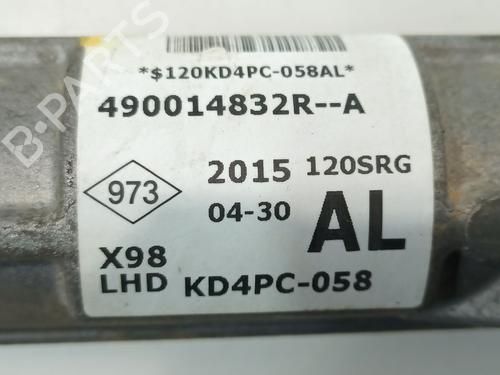 *$120KD4PC-058AL*
490014832R--A
973
2015 120SRG
04-30
AL
X98
LHD KD4PC-058
B-PARTS